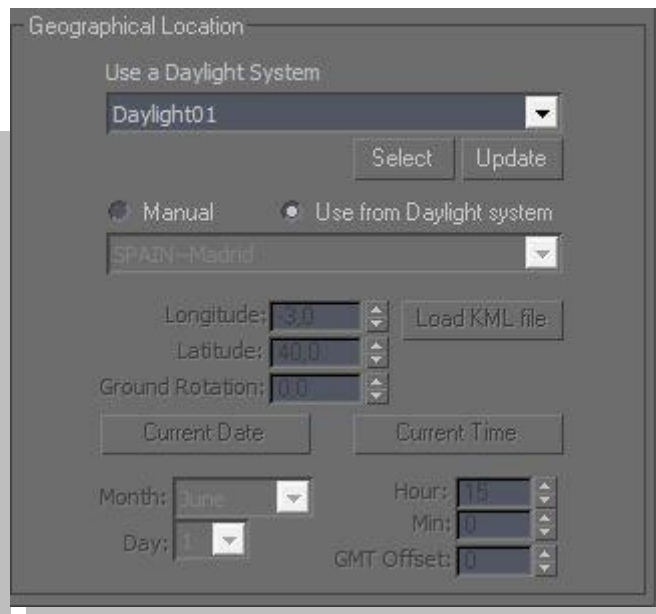 Geographical Location
Use a Daylight System
Daylight01
Select Update
Manual Use from Daylight system
SPAIN--Madrid
Longitude: -3,0 Load KML file
Latitude: 40,0
Ground Rotation: 0,0
Current Date Current Time
Month: June Hour: 15
Day: 1 Min: 0
GMT Offset: 0